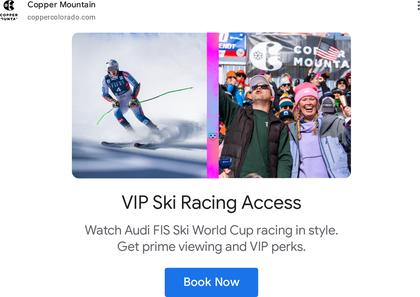 Copper Mountain
coppercolorado.com
COPPER
VIP Ski Racing Access
Watch Audi FIS Ski World Cup racing in style.
Get prime viewing and VIP perks.
Book Now